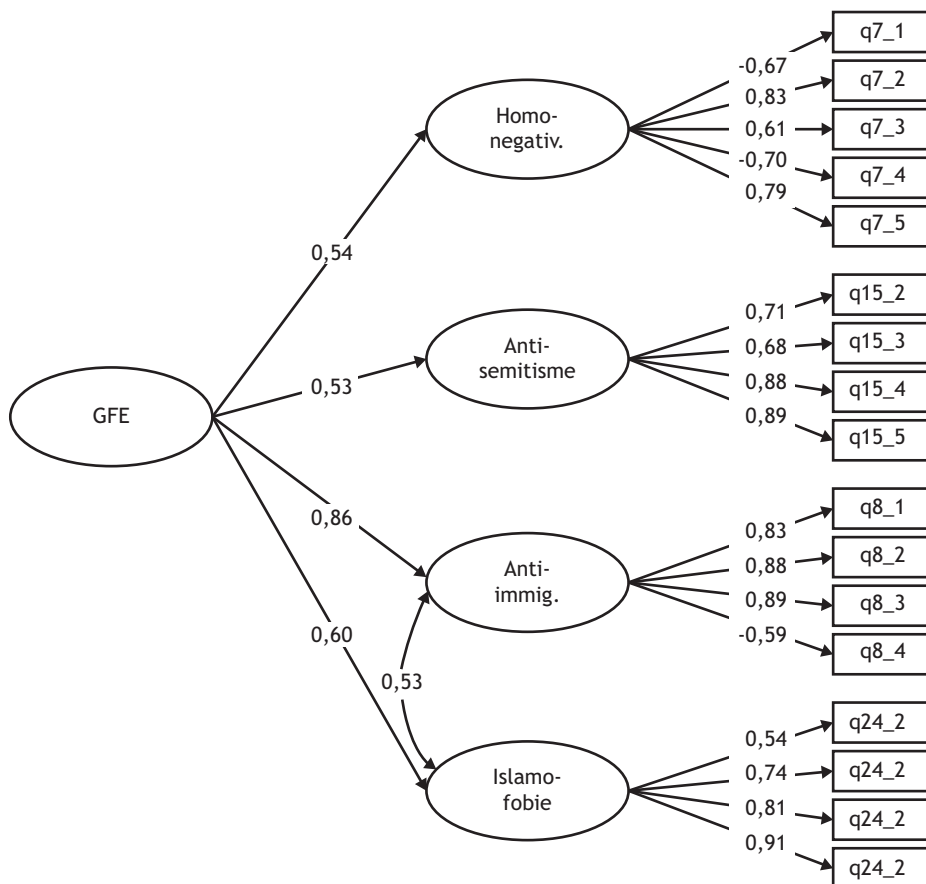 GFE
0,54
0,53
0,86
0,60
0,53
Homo-
negativ.
-0,67
0,83
0,61
-0,70
0,79
q7_1
q7_2
q7_3
q7_4
q7_5
Anti-
semitisme
0,71
0,68
0,88
0,89
q15_2
q15_3
q15_4
q15_5
Anti-
immig.
0,83
0,88
0,89
-0,59
q8_1
q8_2
q8_3
q8_4
Islamo-
fobie
0,54
0,74
0,81
0,91
q24_2
q24_2
q24_2
q24_2